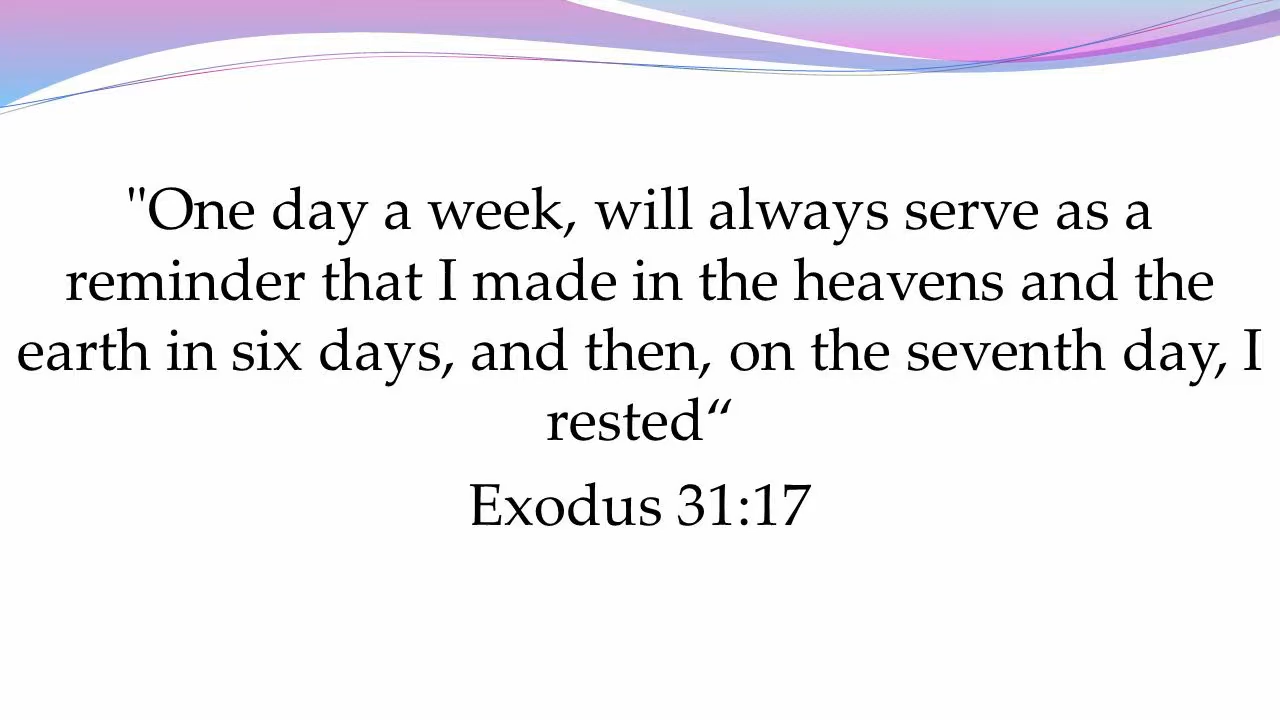 "One day a week, will always serve as a
reminder that I made in the heavens and the
earth in six days, and then, on the seventh day, I
rested“
Exodus 31:17